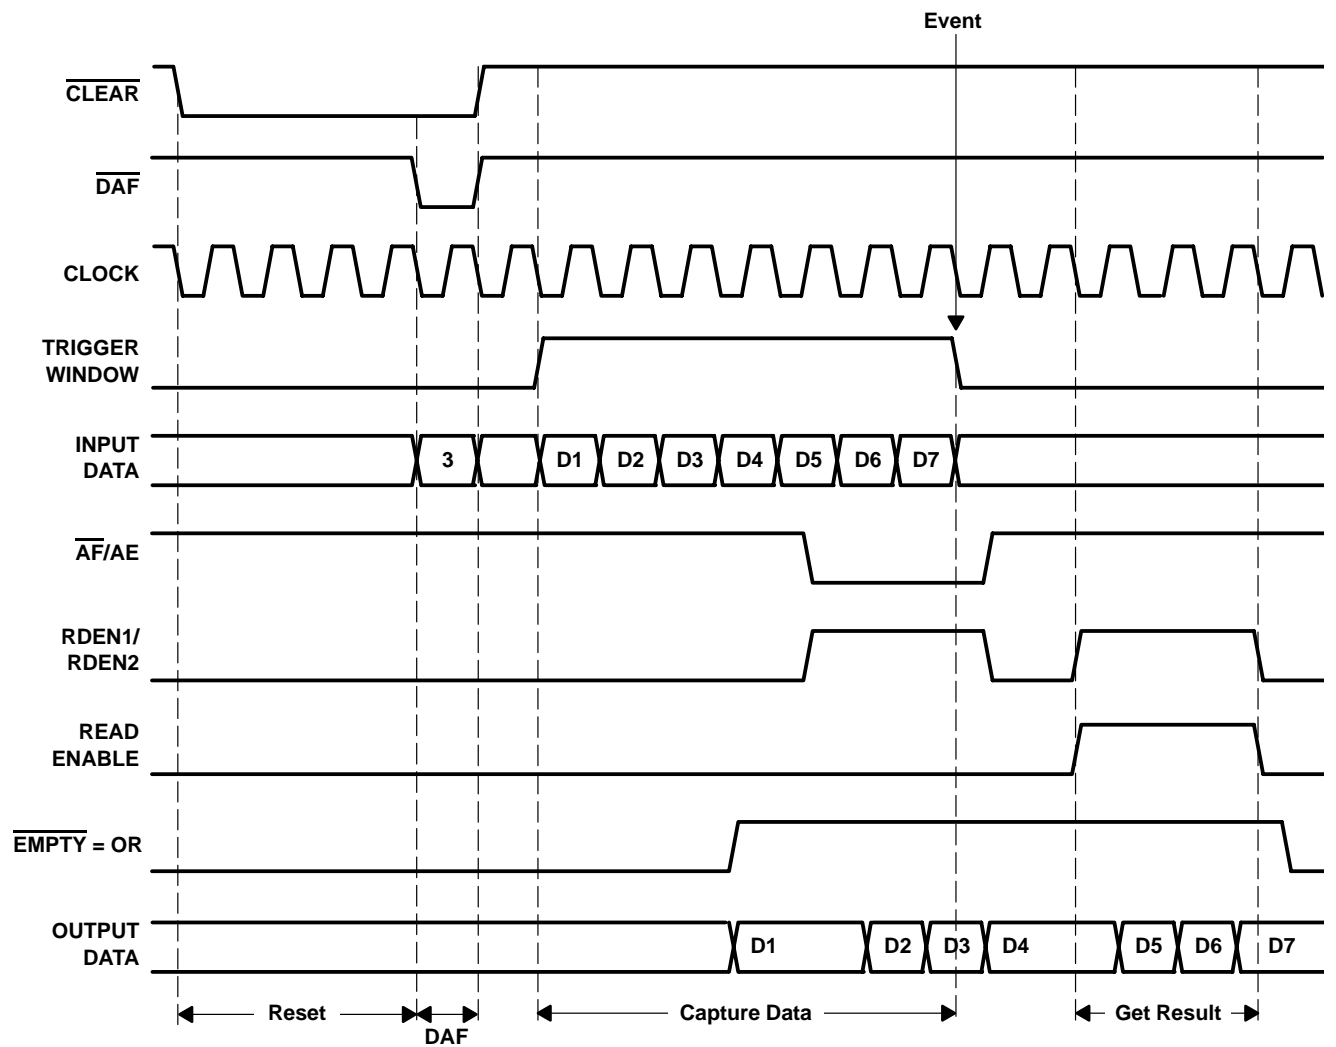 Event
CLEAR
DAF
CLOCK
TRIGGER
WINDOW
INPUT
DATA
3 D1 D2 D3 D4 D5 D6 D7
AF/AE
RDEN1/
RDEN2
READ
ENABLE
EMPTY = OR
OUTPUT
DATA
D1 D2 D3 D4 D5 D6 D7
Reset
DAF
Capture Data
Get Result